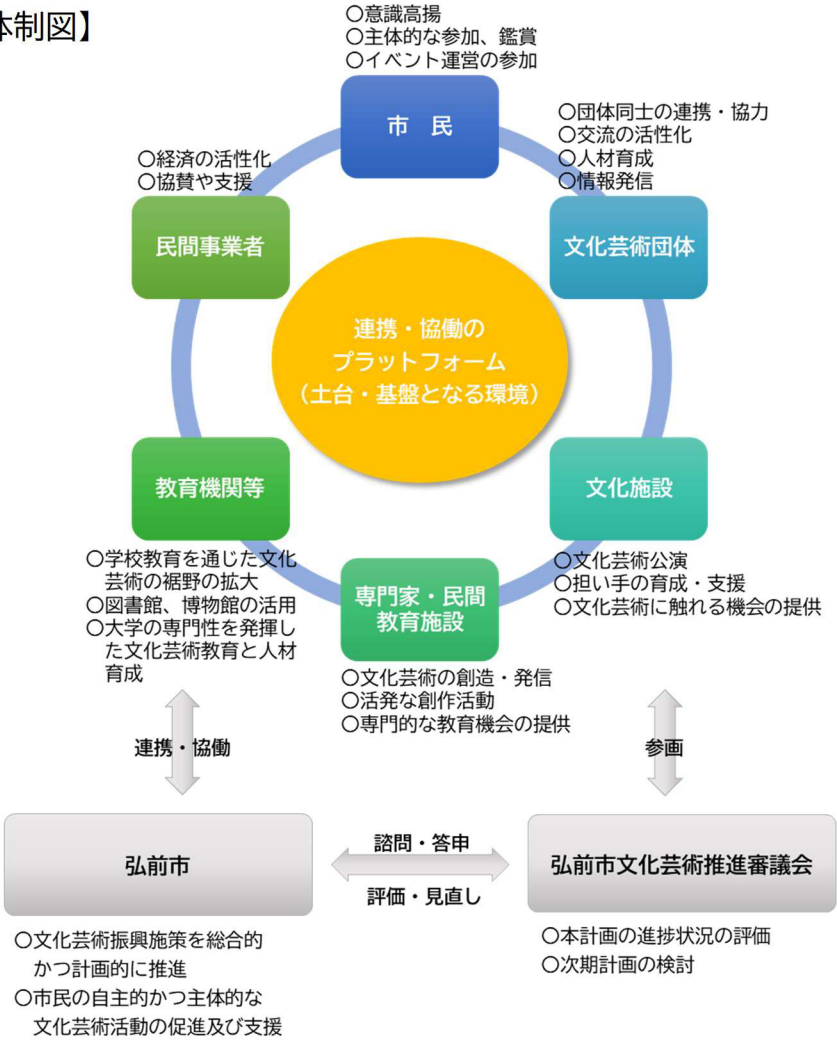 体制図】
○意識高揚
○主体的な参加、鑑賞
○イベント運営の参加
市　民
○団体同士の連携・協力
○交流の活性化
○人材育成
○情報発信
文化芸術団体
○経済の活性化
○協賛や支援
民間事業者
連携・協働の
プラットフォーム
（土台・基盤となる環境）
教育機関等
○学校教育を通じた文化
芸術の裾野の拡大
○図書館、博物館の活用
○大学の専門性を発揮し
た文化芸術教育と人材
育成
文化施設
○文化芸術公演
○担い手の育成・支援
○文化芸術に触れる機会の提供
専門家・民間
教育施設
○文化芸術の創造・発信
○活発な創作活動
○専門的な教育機会の提供
連携・協働
参画
弘前市
諮問・答申
評価・見直し
弘前市文化芸術推進審議会
○文化芸術振興施策を総合的
かつ計画的に推進
○市民の自主的かつ主体的な
文化芸術活動の促進及び支援
○本計画の進捗状況の評価
○次期計画の検討